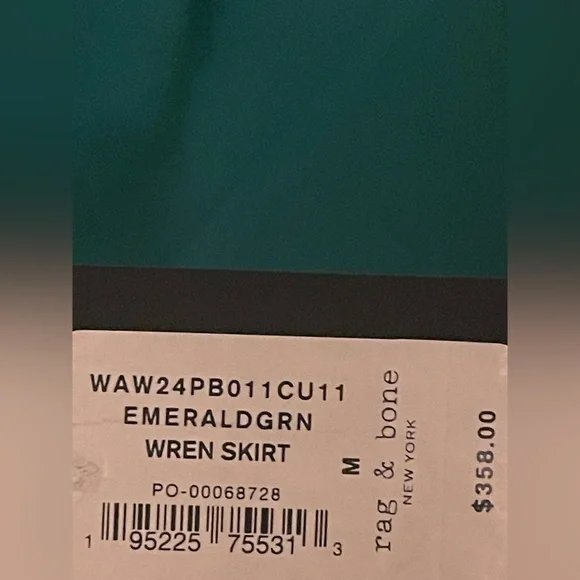 WAW24PB011CU11
EMERALDGRN
WREN SKIRT
PO-00068728
1 95225 75531 3
M
rag & bone
NEW YORK
$358.00